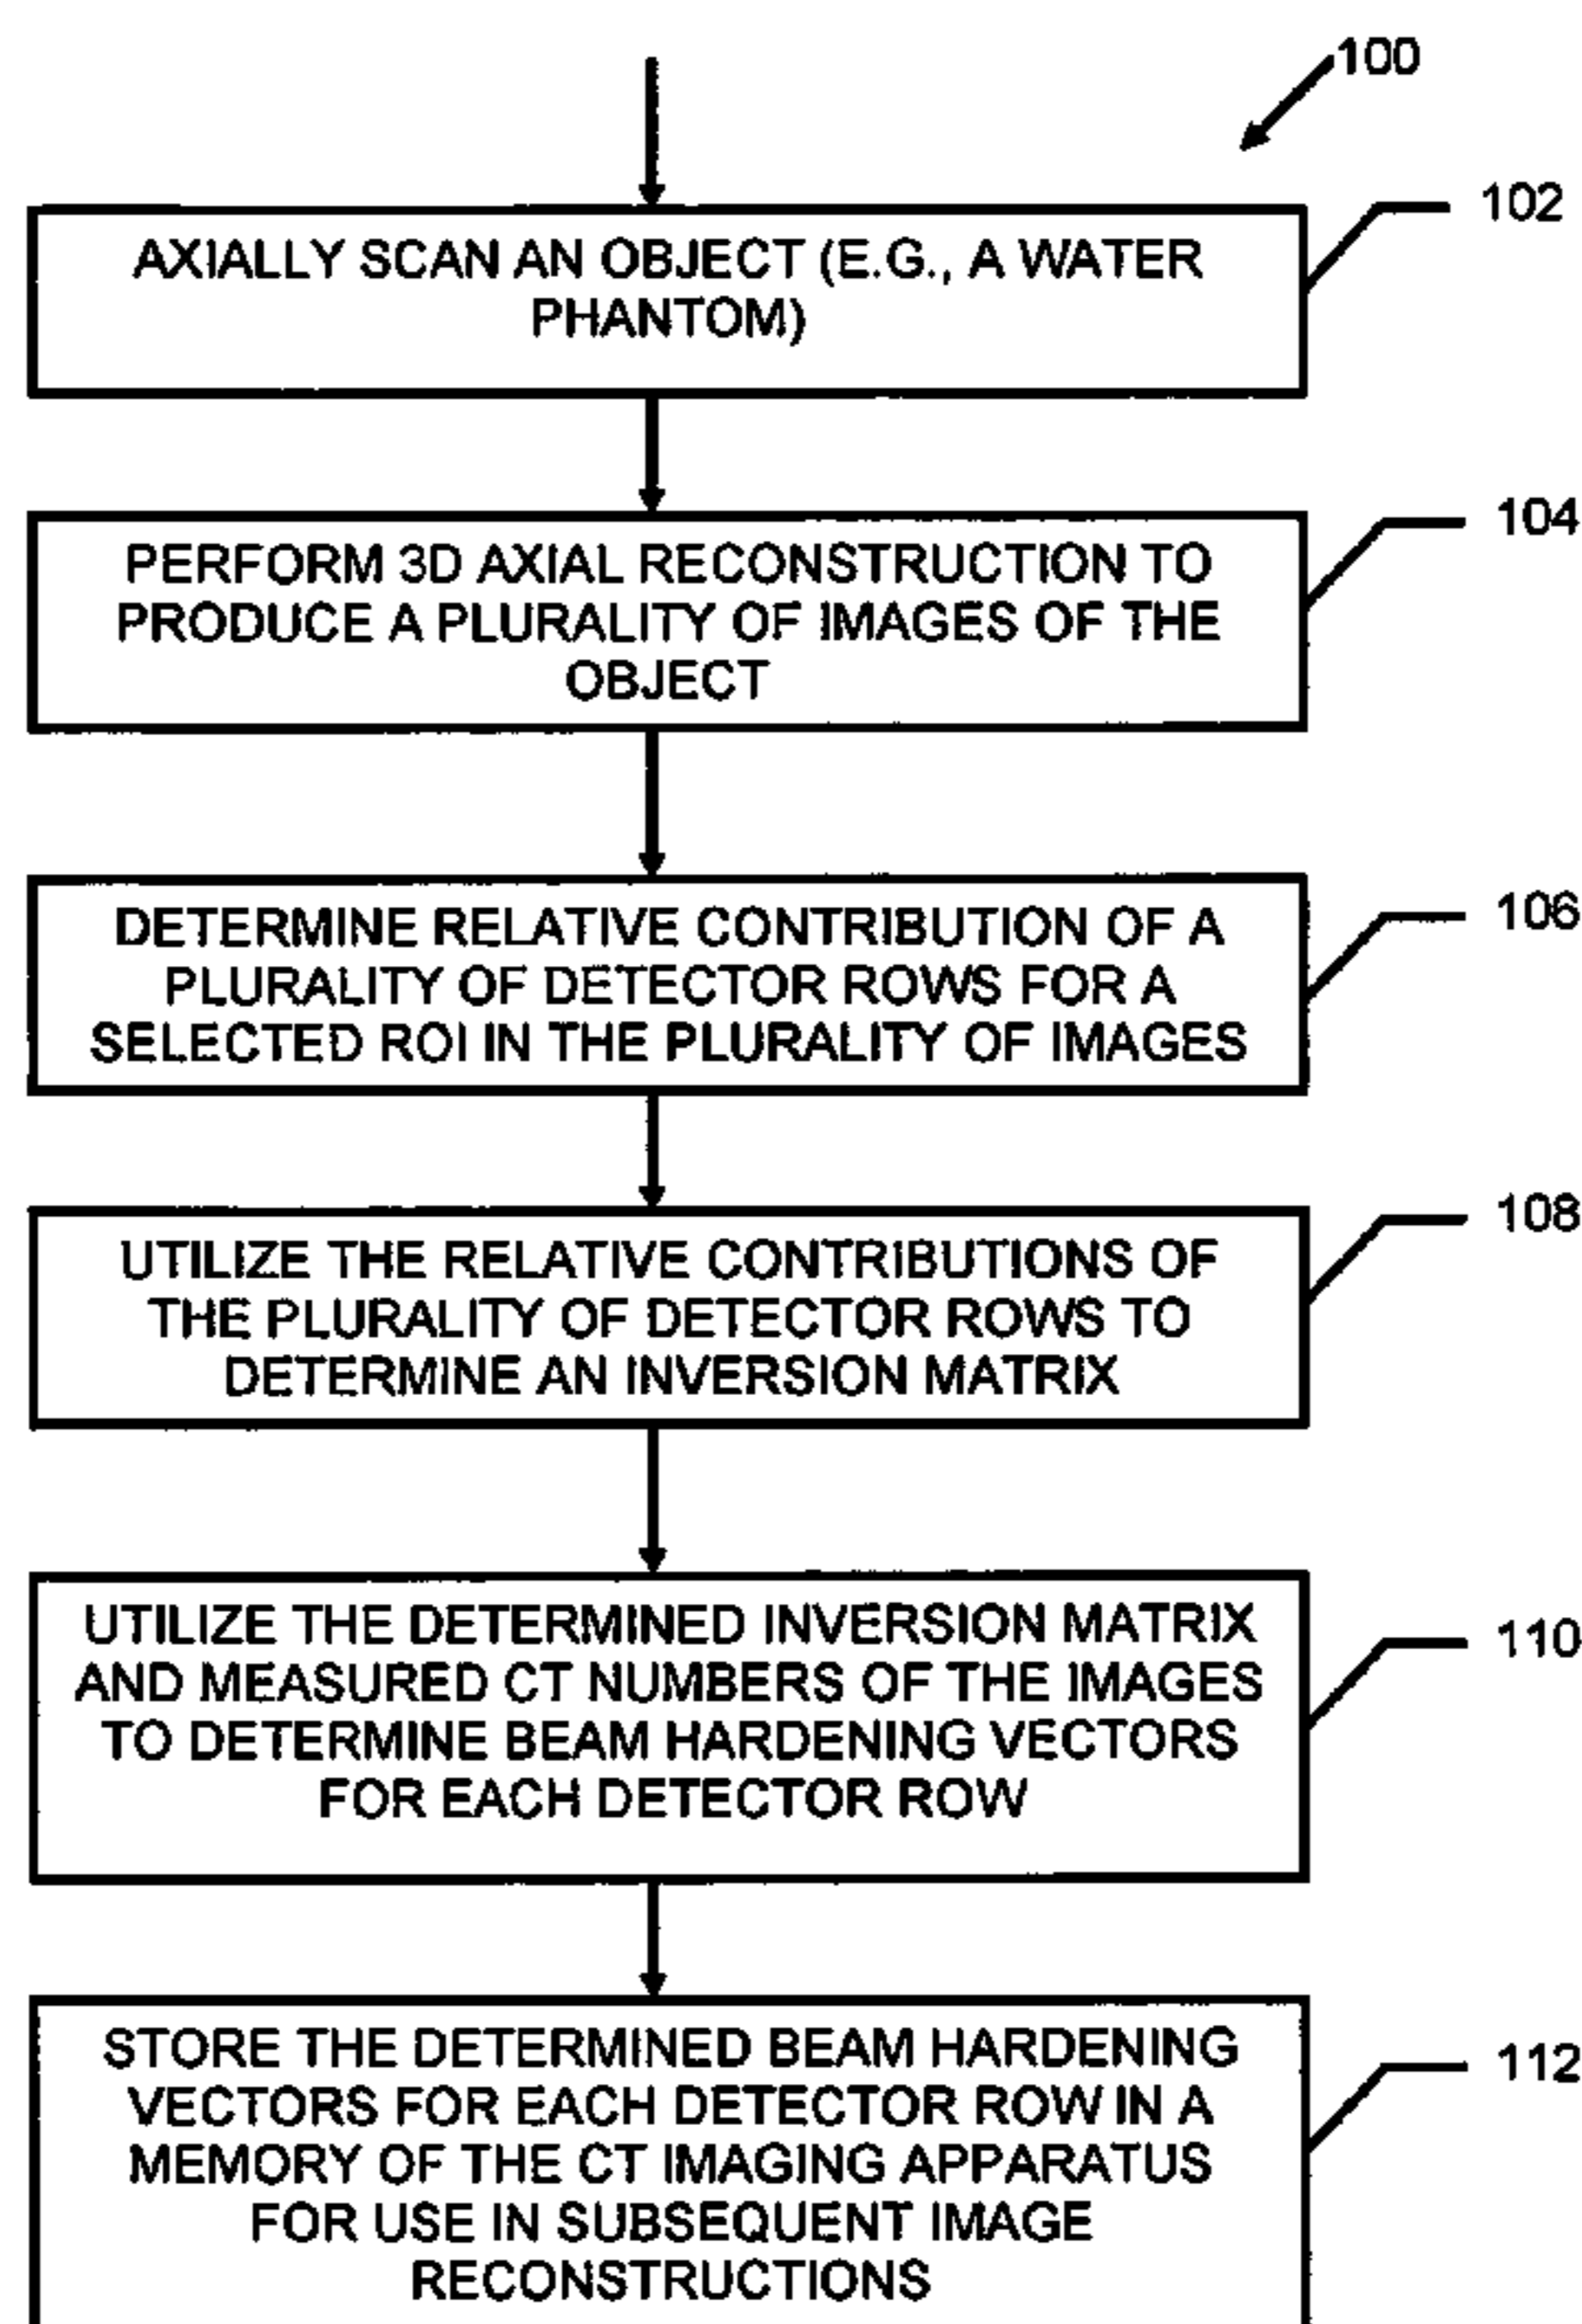 100
102
AXIALLY SCAN AN OBJECT (E.G., A WATER
PHANTOM)
104
PERFORM 3D AXIAL RECONSTRUCTION TO
PRODUCE A PLURALITY OF IMAGES OF THE
OBJECT
106
DETERMINE RELATIVE CONTRIBUTION OF A
PLURALITY OF DETECTOR ROWS FOR A
SELECTED ROI IN THE PLURALITY OF IMAGES
108
UTILIZE THE RELATIVE CONTRIBUTIONS OF
THE PLURALITY OF DETECTOR ROWS TO
DETERMINE AN INVERSION MATRIX
110
UTILIZE THE DETERMINED INVERSION MATRIX
AND MEASURED CT NUMBERS OF THE IMAGES
TO DETERMINE BEAM HARDENING VECTORS
FOR EACH DETECTOR ROW
112
STORE THE DETERMINED BEAM HARDENING
VECTORS FOR EACH DETECTOR ROW IN A
MEMORY OF THE CT IMAGING APPARATUS
FOR USE IN SUBSEQUENT IMAGE
RECONSTRUCTIONS